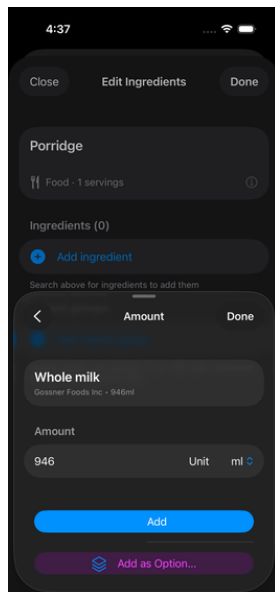 4:37
Close Edit Ingredients Done
Porridge
Food · 1 servings
Ingredients (0)
Add ingredient
Search above for ingredients to add them
Amount Done
Whole milk
Gossner Foods Inc • 946ml
Amount
946 Unit ml
Add
Add as Option...